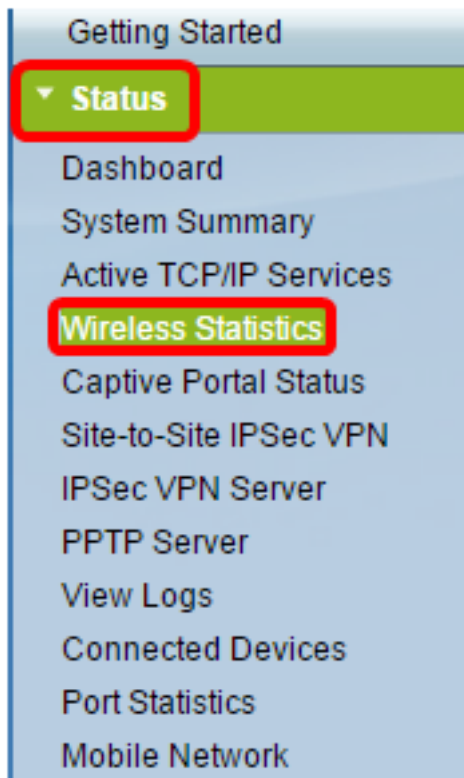 Getting Started
Status
Dashboard
System Summary
Active TCP/IP Services
Wireless Statistics
Captive Portal Status
Site-to-Site IPSec VPN
IPSec VPN Server
PPTP Server
View Logs
Connected Devices
Port Statistics
Mobile Network